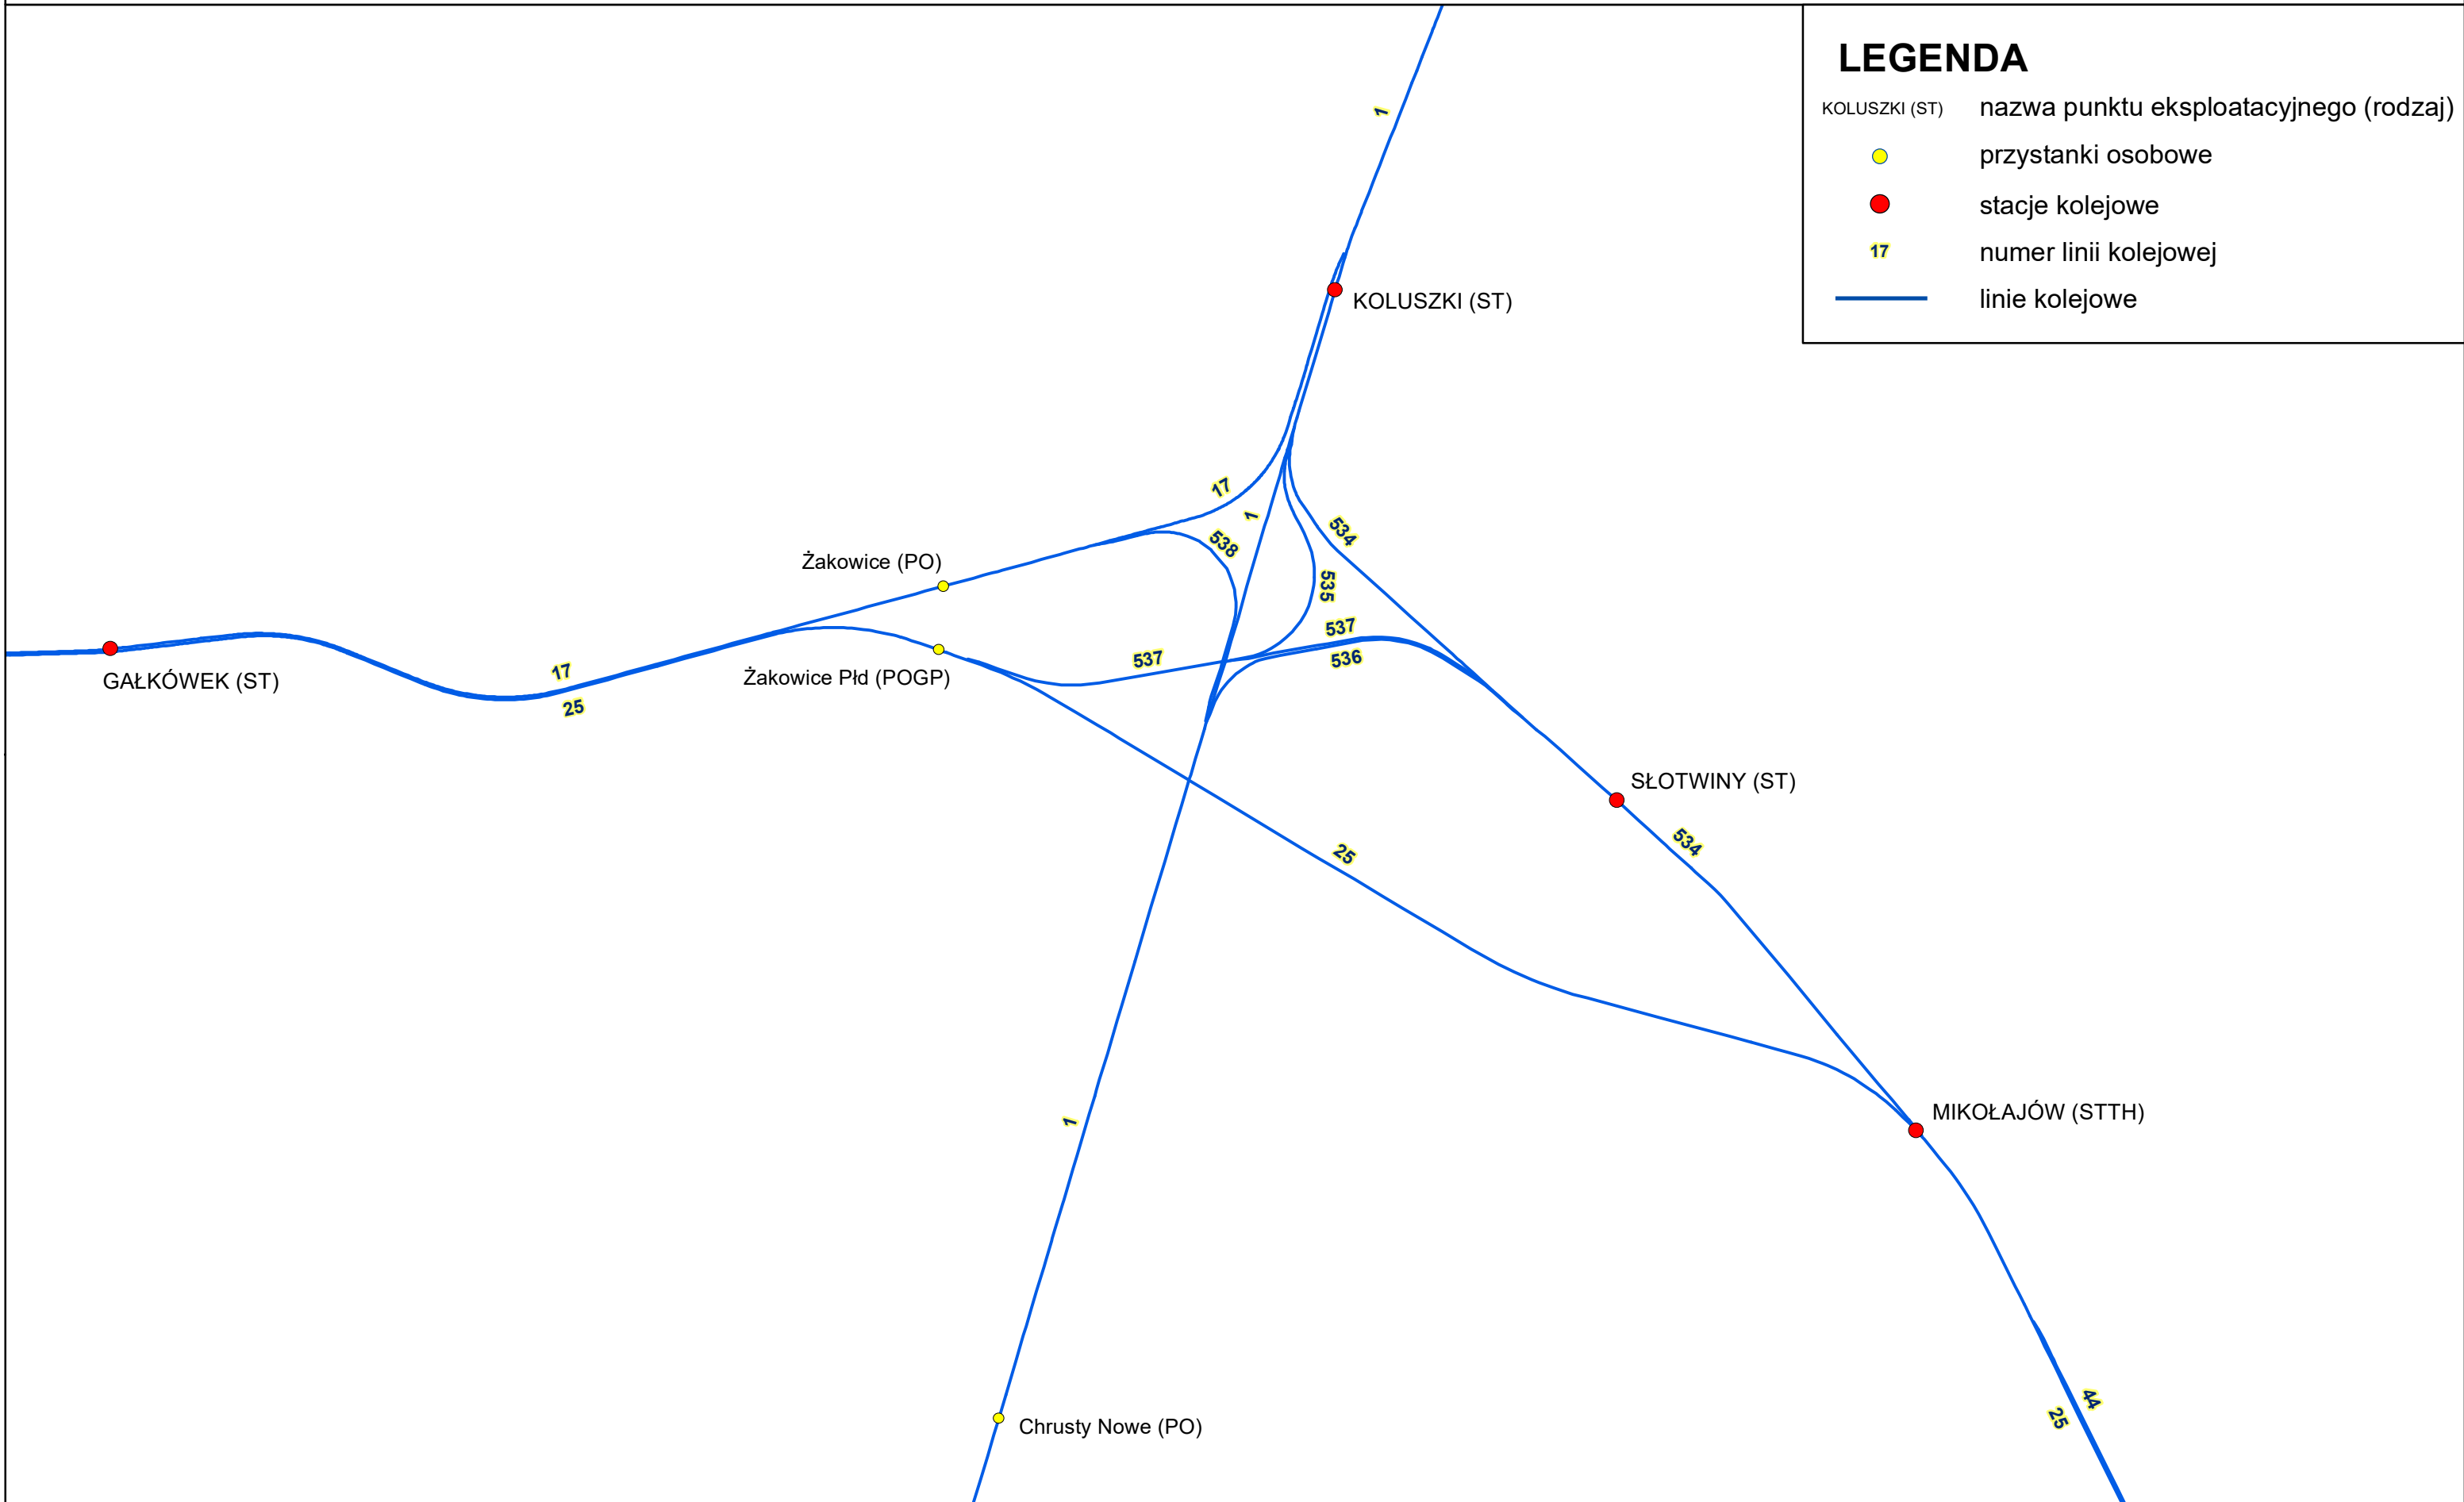 LEGENDA
KOLUSZKI (ST) nazwa punktu eksploatacyjnego (rodzaj)
przystanki osobowe
stacje kolejowe
17 numer linii kolejowej
linie kolejowe
1
KOLUSZKI (ST)
17
1
534
538
Żakowice (PO)
535
537
537
536
17
Żakowice Płd (POGP)
GAŁKÓWEK (ST)
25
SŁOTWINY (ST)
534
25
MIKOŁAJÓW (STTH)
1
44
25
Chrusty Nowe (PO)